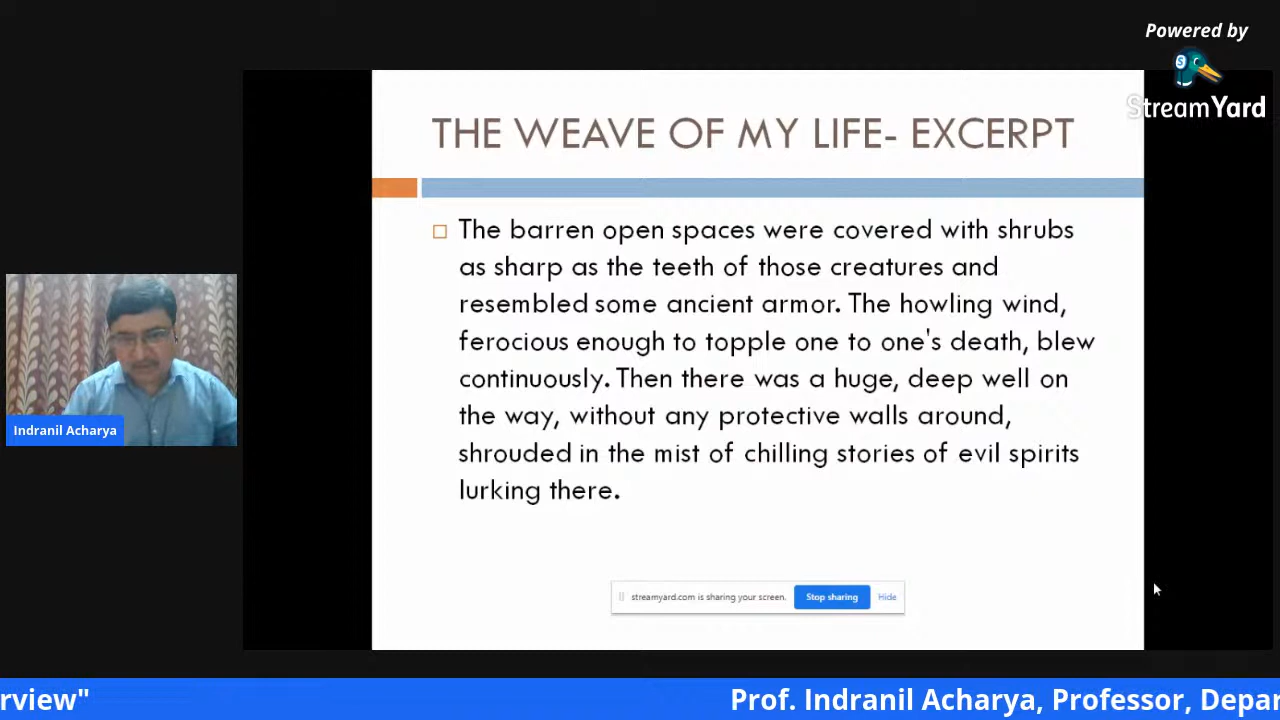 Powered by
StreamYard
THE WEAVE OF MY LIFE- EXCERPT
The barren open spaces were covered with shrubs
as sharp as the teeth of those creatures and
resembled some ancient armor. The howling wind,
ferocious enough to topple one to one's death, blew
continuously. Then there was a huge, deep well on
the way, without any protective walls around,
shrouded in the mist of chilling stories of evil spirits
lurking there.
Indranil Acharya
streamyard.com is sharing your screen. Stop sharing Hide
rview" Prof. Indranil Acharya, Professor, Depar